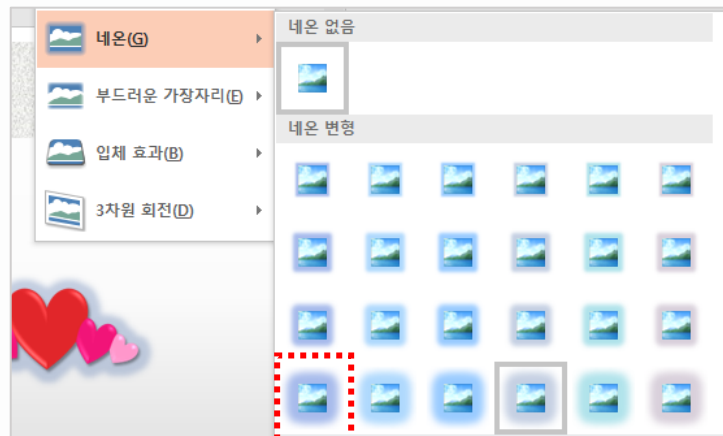 네온(G)
부드러운 가장자리(E)
입체 효과(B)
3차원 회전(D)
네온 없음
네온 변형